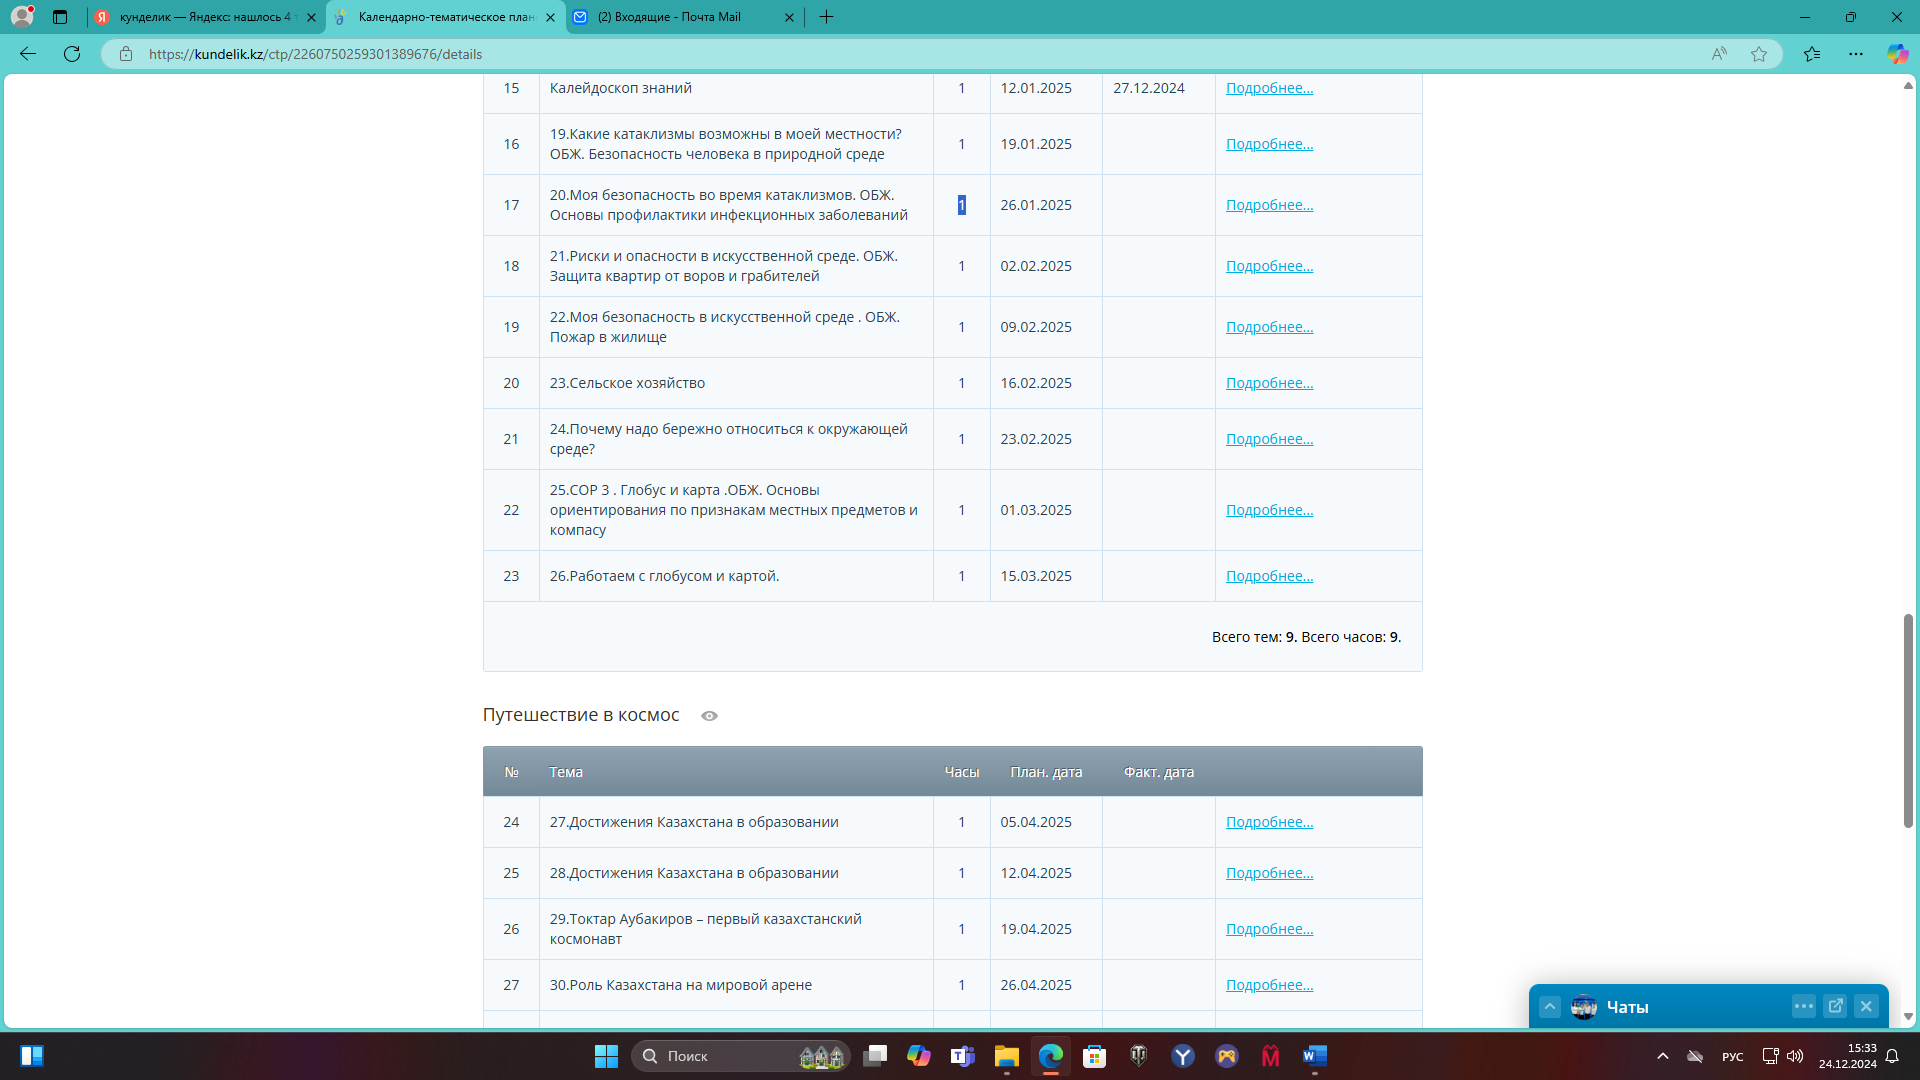 кунделик — Яндекс: нашлось 4 т
Календарно-тематическое план
(2) Входящие - Почта Mail
https://kundelik.kz/ctp/2260750259301389676/details
15 Калейдоскоп знаний 1 12.01.2025 27.12.2024 Подробнее...
16 19.Какие катаклизмы возможны в моей местности? 1 19.01.2025 Подробнее...
ОБЖ. Безопасность человека в природной среде
17 20.Моя безопасность во время катаклизмов. ОБЖ. 1 26.01.2025 Подробнее...
Основы профилактики инфекционных заболеваний
18 21.Риски и опасности в искусственной среде. ОБЖ. 1 02.02.2025 Подробнее...
Защита квартир от воров и грабителей
19 22.Моя безопасность в искусственной среде . ОБЖ. 1 09.02.2025 Подробнее...
Пожар в жилище
20 23.Сельское хозяйство 1 16.02.2025 Подробнее...
21 24.Почему надо бережно относиться к окружающей 1 23.02.2025 Подробнее...
среде?
22 25.СОР 3 . Глобус и карта .ОБЖ. Основы 1 01.03.2025 Подробнее...
ориентирования по признакам местных предметов и
компасу
23 26.Работаем с глобусом и картой. 1 15.03.2025 Подробнее...
Всего тем: 9. Всего часов: 9.
Путешествие в космос
№ Тема Часы План. дата Факт. дата
24 27.Достижения Казахстана в образовании 1 05.04.2025 Подробнее...
25 28.Достижения Казахстана в образовании 1 12.04.2025 Подробнее...
26 29.Токтар Аубакиров – первый казахстанский 1 19.04.2025 Подробнее...
космонавт
27 30.Роль Казахстана на мировой арене 1 26.04.2025 Подробнее...
Чаты
Поиск
РУС
15:33
24.12.2024